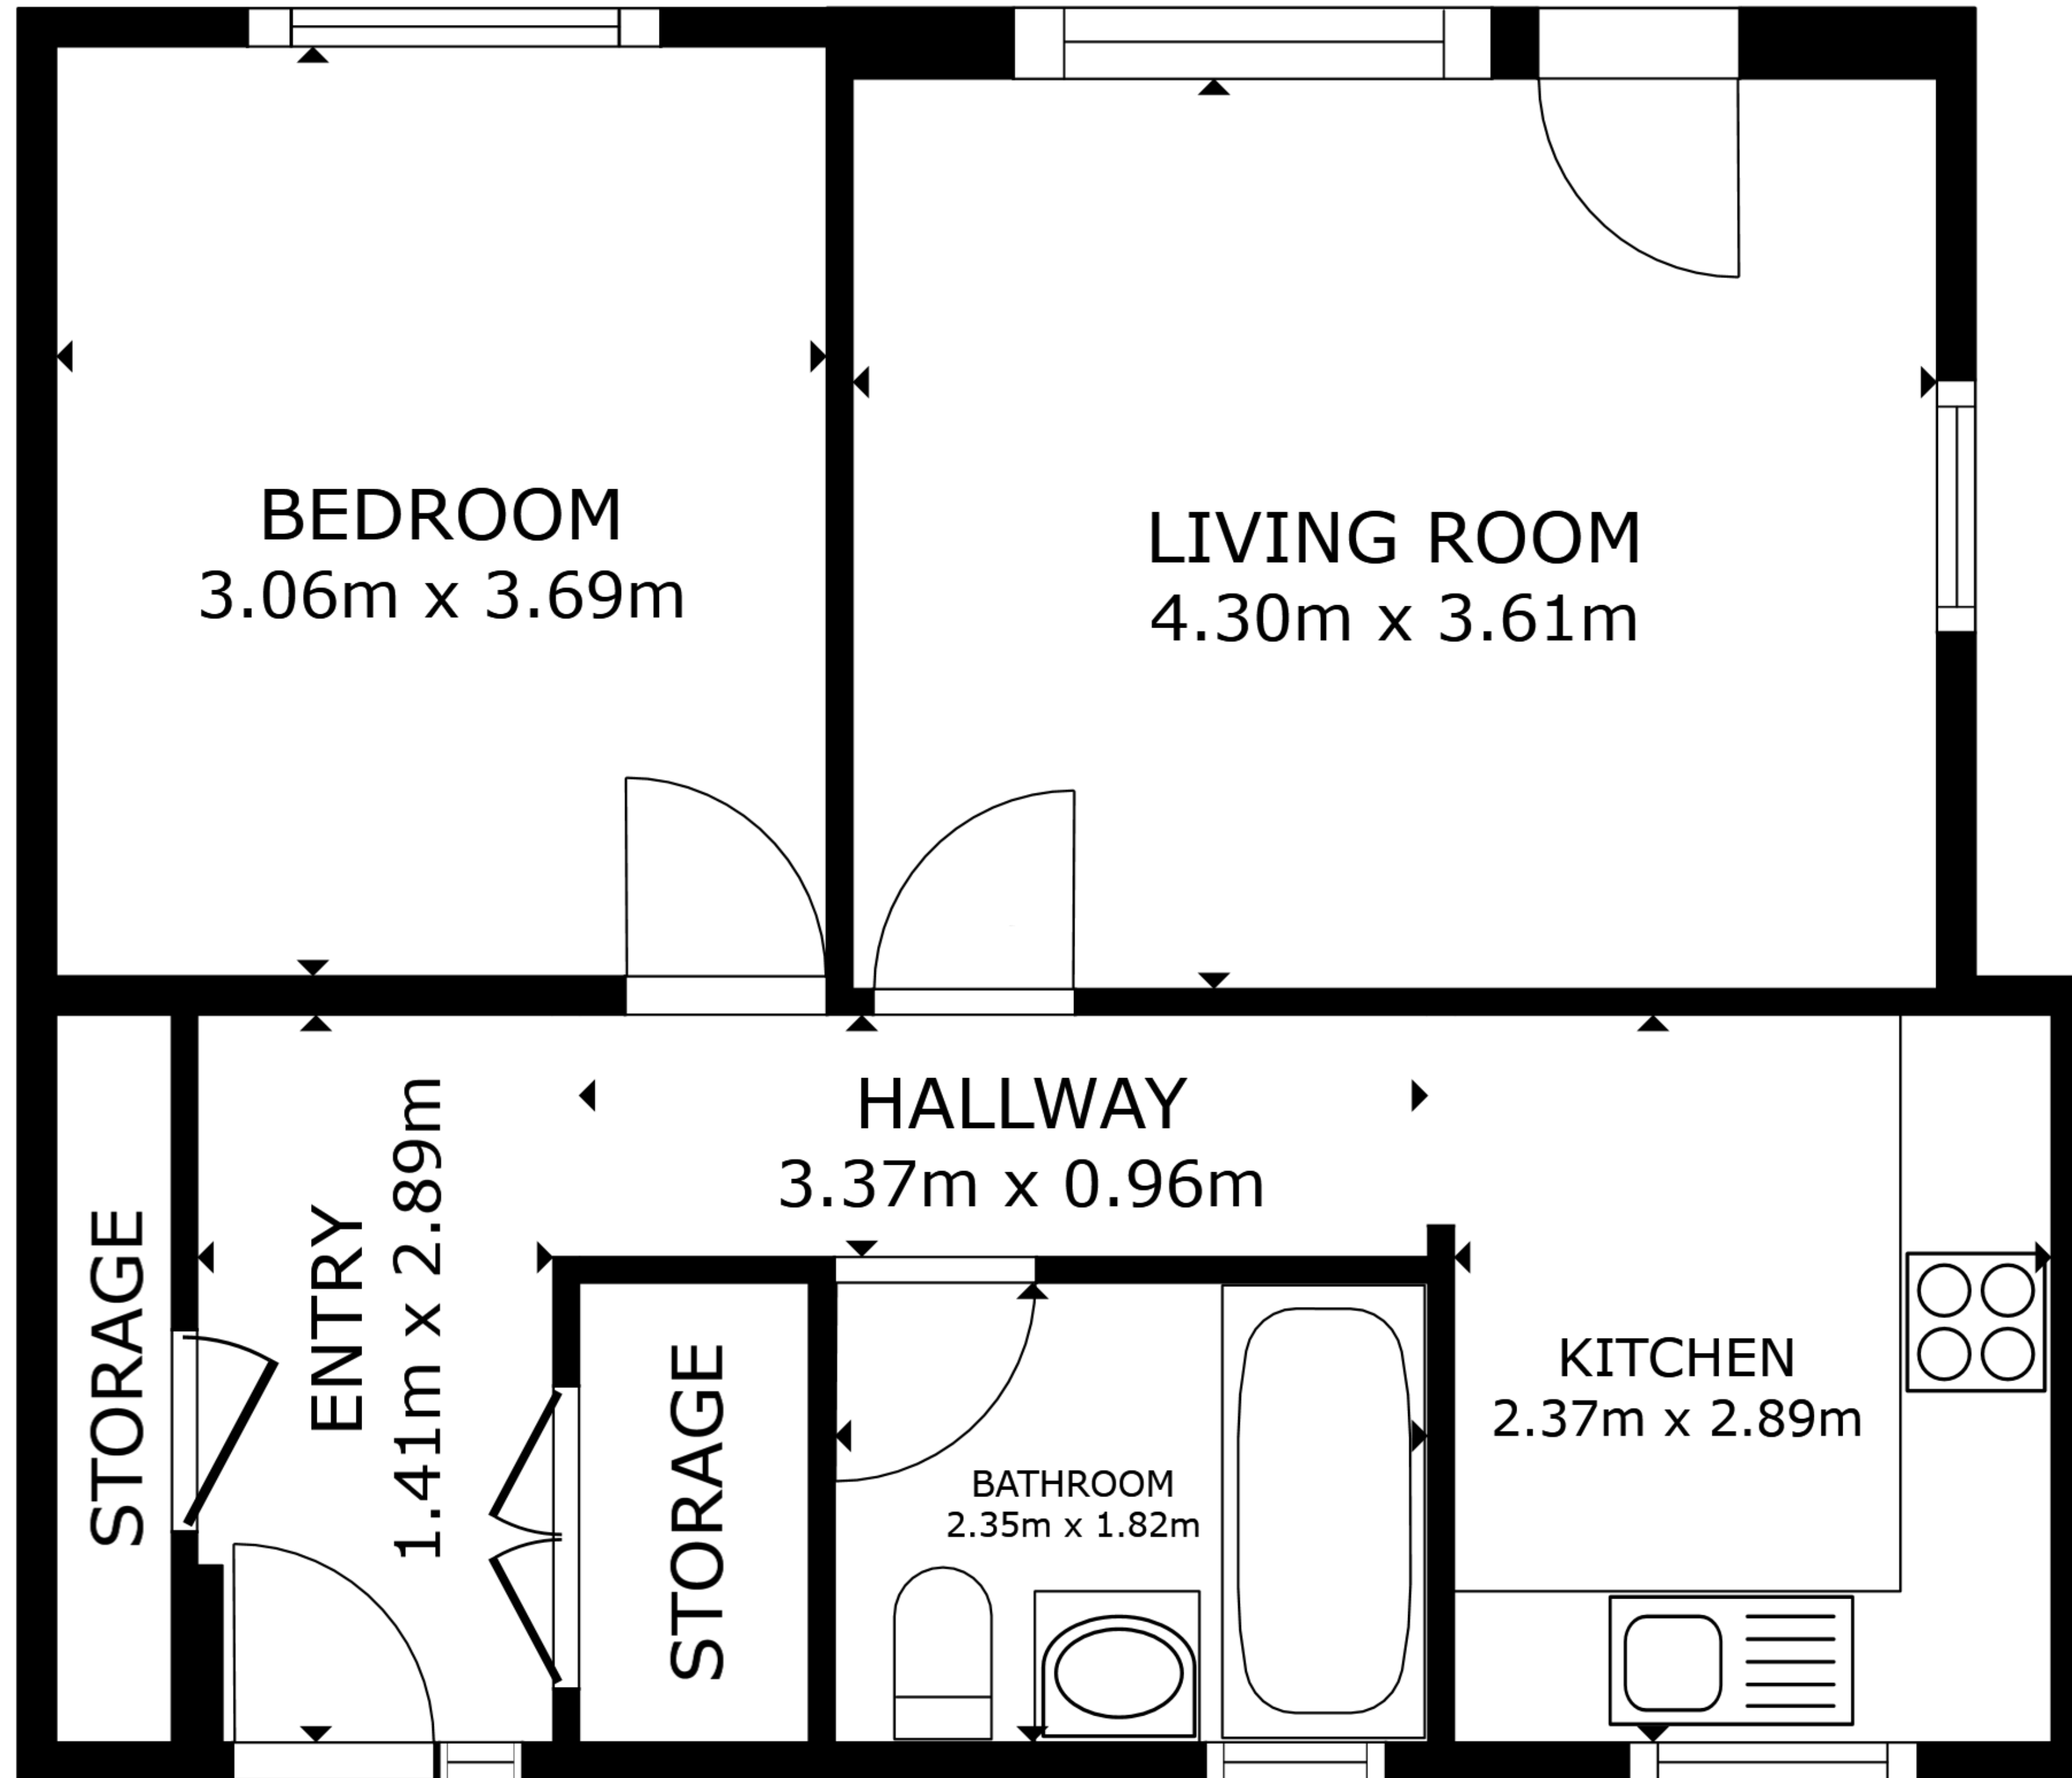 BEDROOM
3.06m x 3.69m
LIVING ROOM
4.30m x 3.61m
HALLWAY
3.37m x 0.96m
STORAGE
ENTRY
1.41m x 2.89m
STORAGE
BATHROOM
2.35m x 1.82m
KITCHEN
2.37m x 2.89m